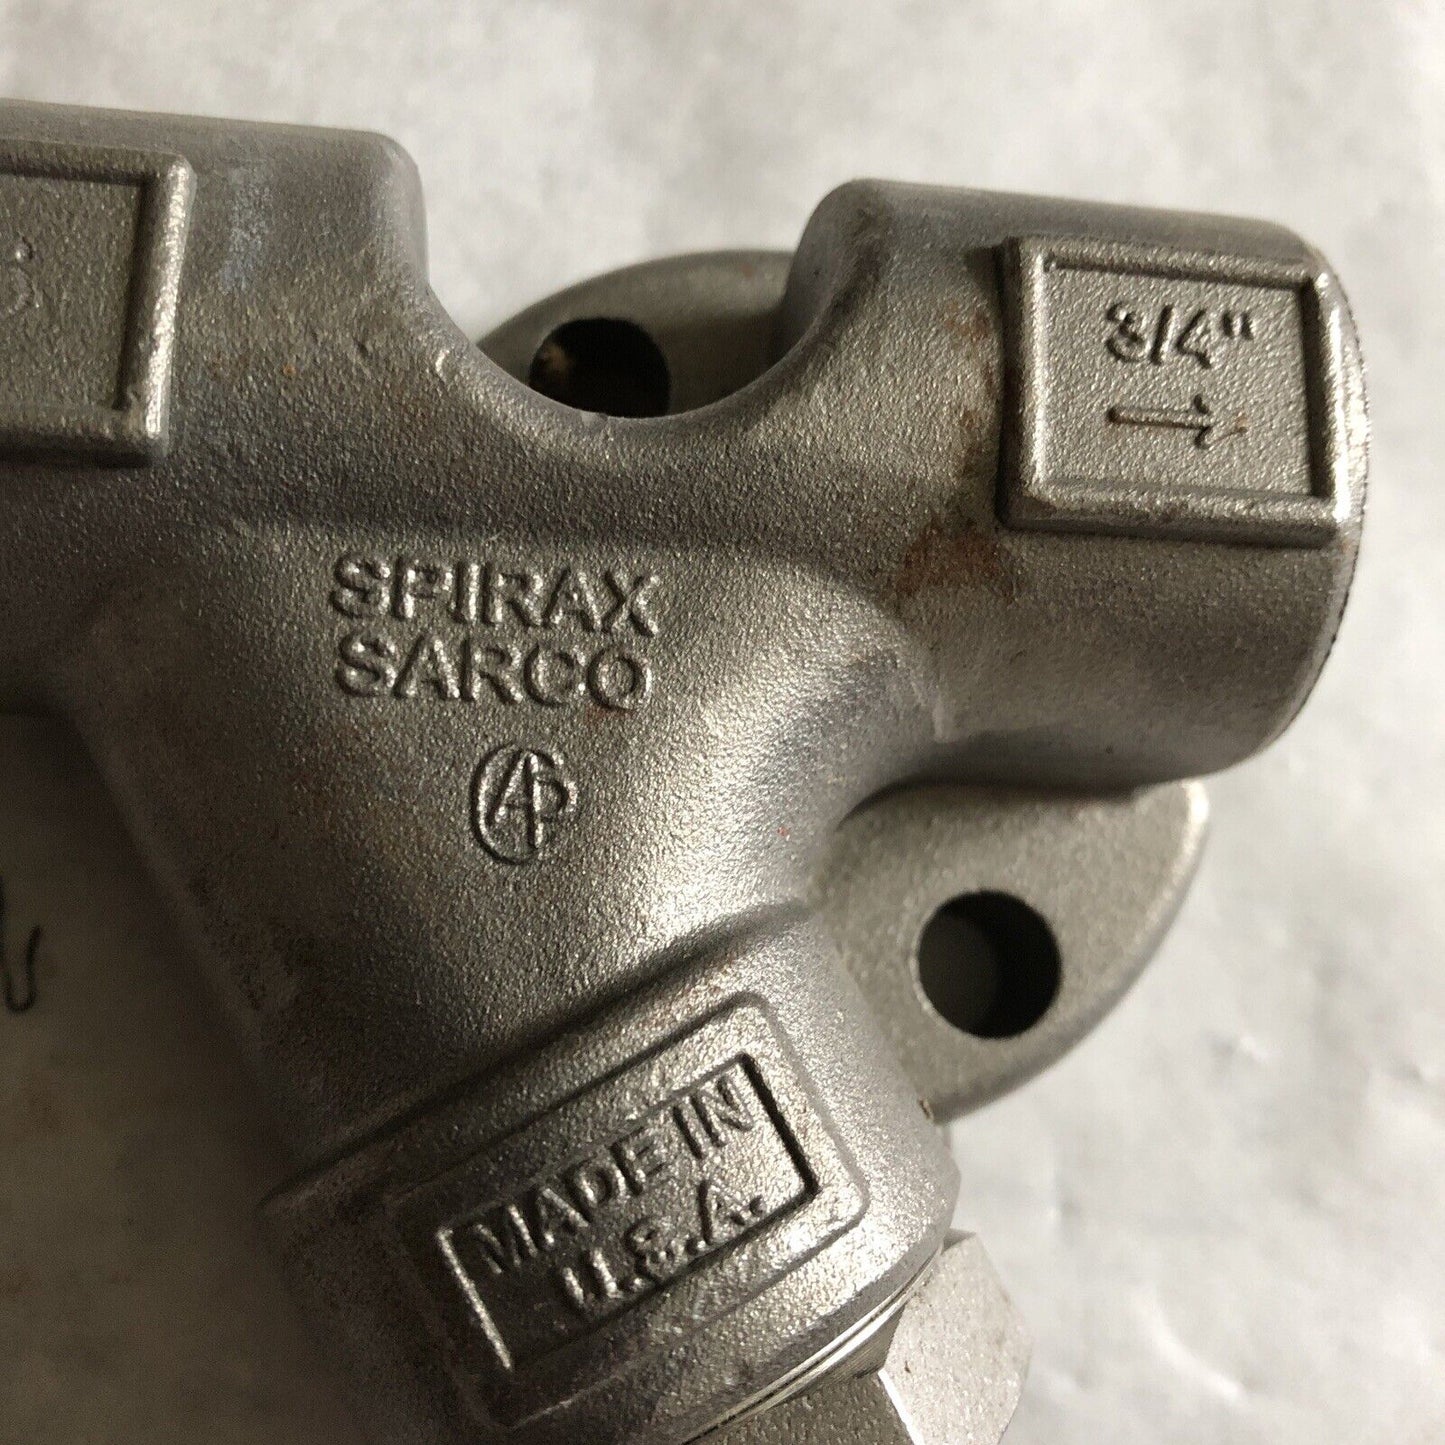 3/4"
SPIRAX
SARCO
MADE IN
U.S.A.